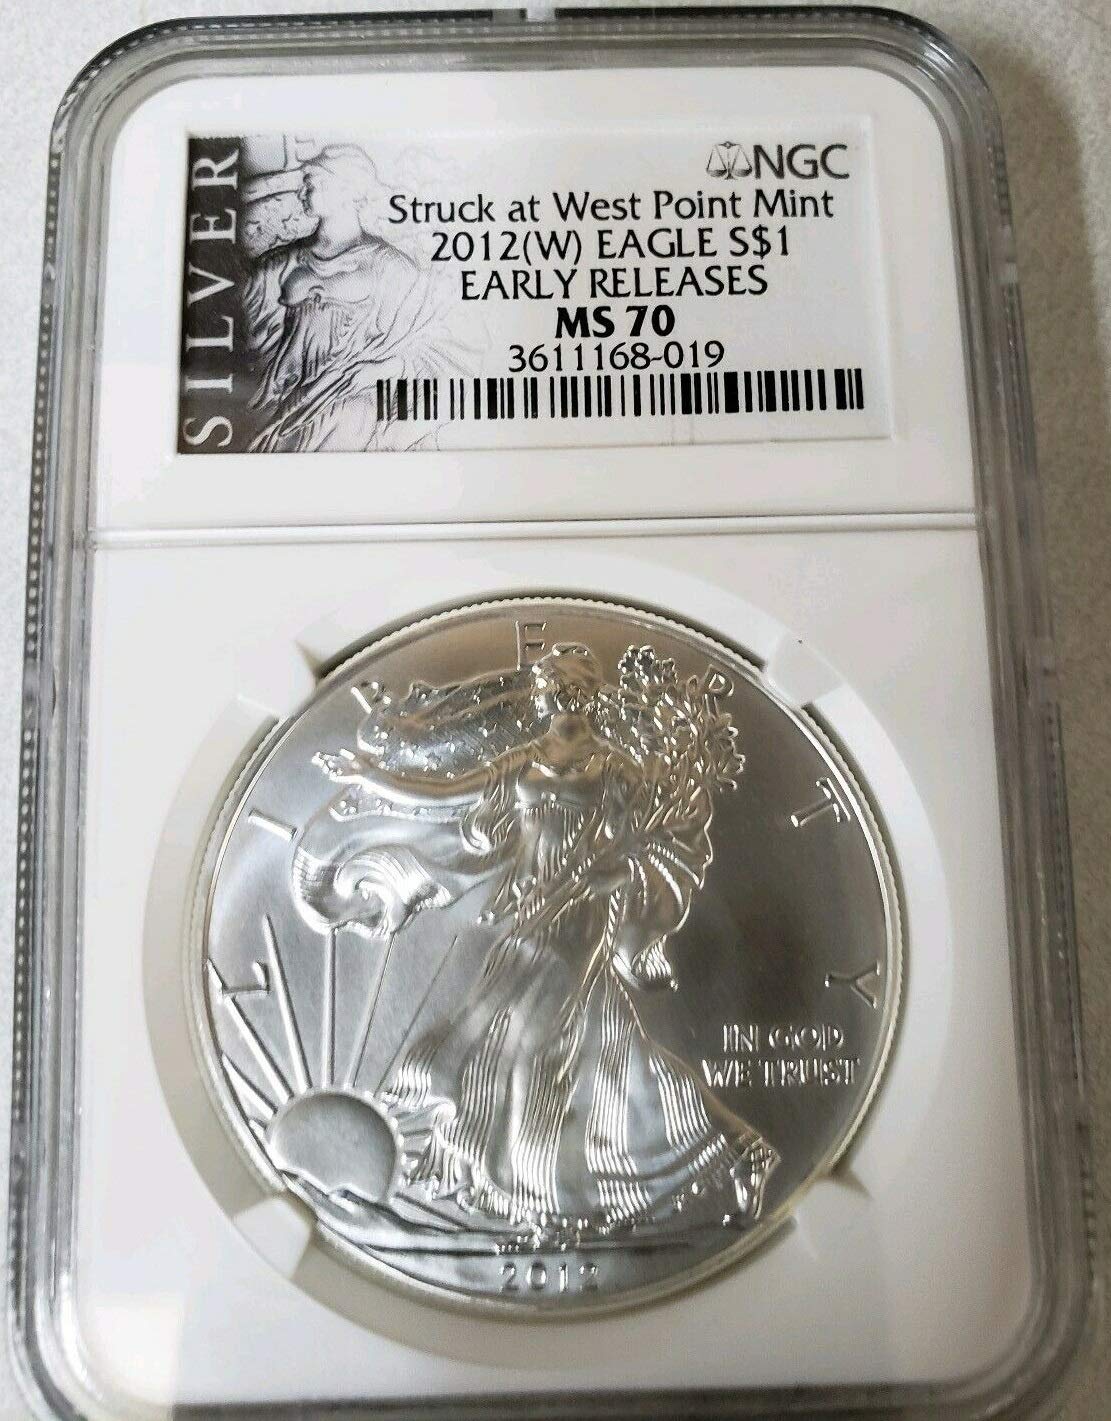 SILVER
NGC
Struck at West Point Mint
2012(W) EAGLE S$1
EARLY RELEASES
MS 70
3611168-019
LIBERTY
IN GOD
WE TRUST
2012